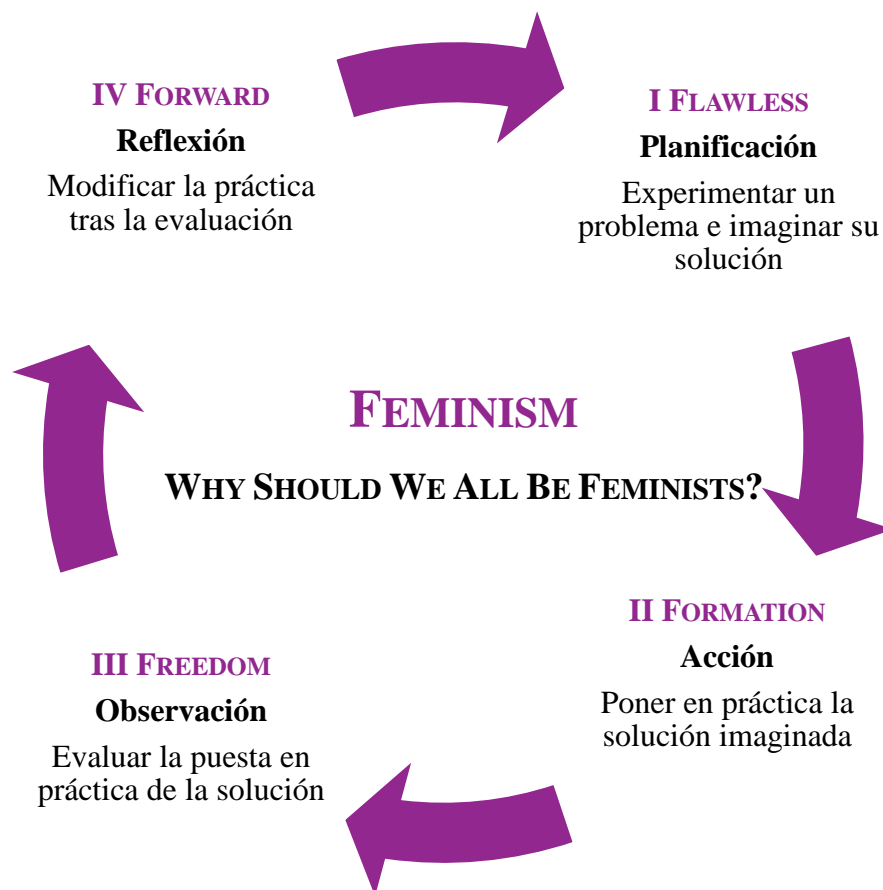 IV FORWARD
Reflexión
Modificar la práctica
tras la evaluación
I FLAWLESS
Planificación
Experimentar un
problema e imaginar su
solución
FEMINISM
WHY SHOULD WE ALL BE FEMINISTS?
II FORMATION
Acción
Poner en práctica la
solución imaginada
III FREEDOM
Observación
Evaluar la puesta en
práctica de la solución